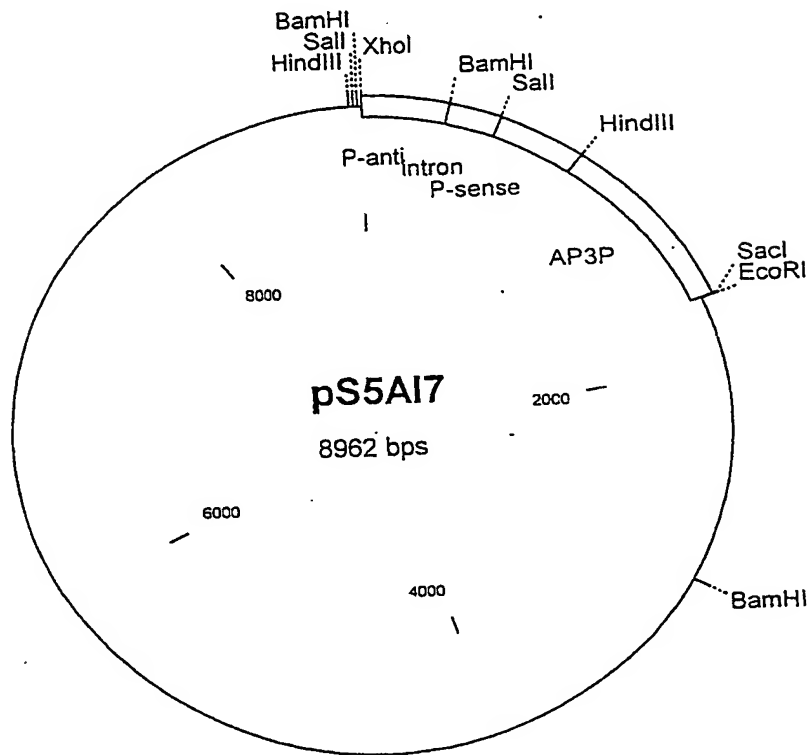 BamHI
SalI
HindIII
XhoI
BamHI
SalI
HindIII
P-anti
intron
P-sense
AP3P
SacI
EcoRI
8000
pS5AI7
8962 bps
2000
6000
4000
BamHI